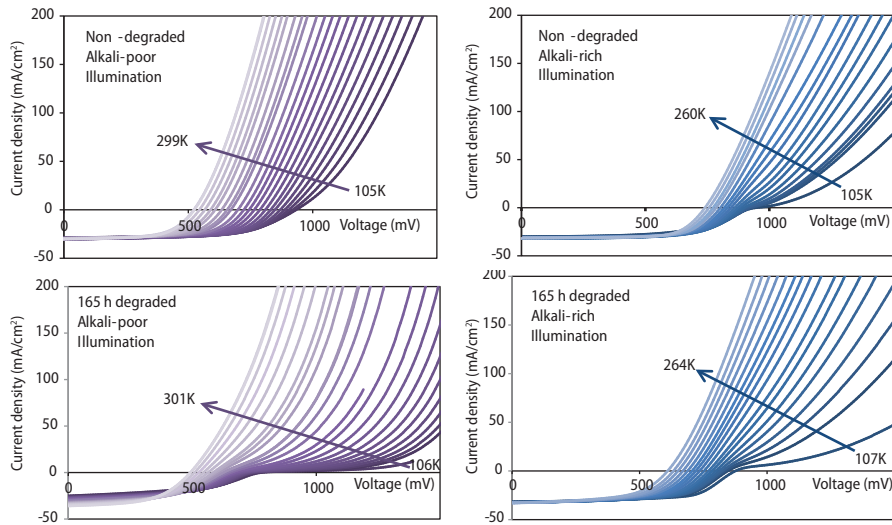 200
150
100
50
0
-50
Current density (mA/cm²)
Non -degraded
Alkali-poor
Illumination
299K
105K
500
1000
Voltage (mV)
200
150
100
50
0
-50
Current density (mA/cm²)
Non -degraded
Alkali-rich
Illumination
260K
105K
0
500
1000
Voltage (mV)
200
150
100
50
0
-50
Current density (mA/cm²)
165 h degraded
Alkali-poor
Illumination
301K
106K
0
500
1000
Voltage (mV)
200
150
100
50
0
-50
Current density (mA/cm²)
165 h degraded
Alkali-rich
Illumination
264K
107K
0
500
1000
Voltage (mV)